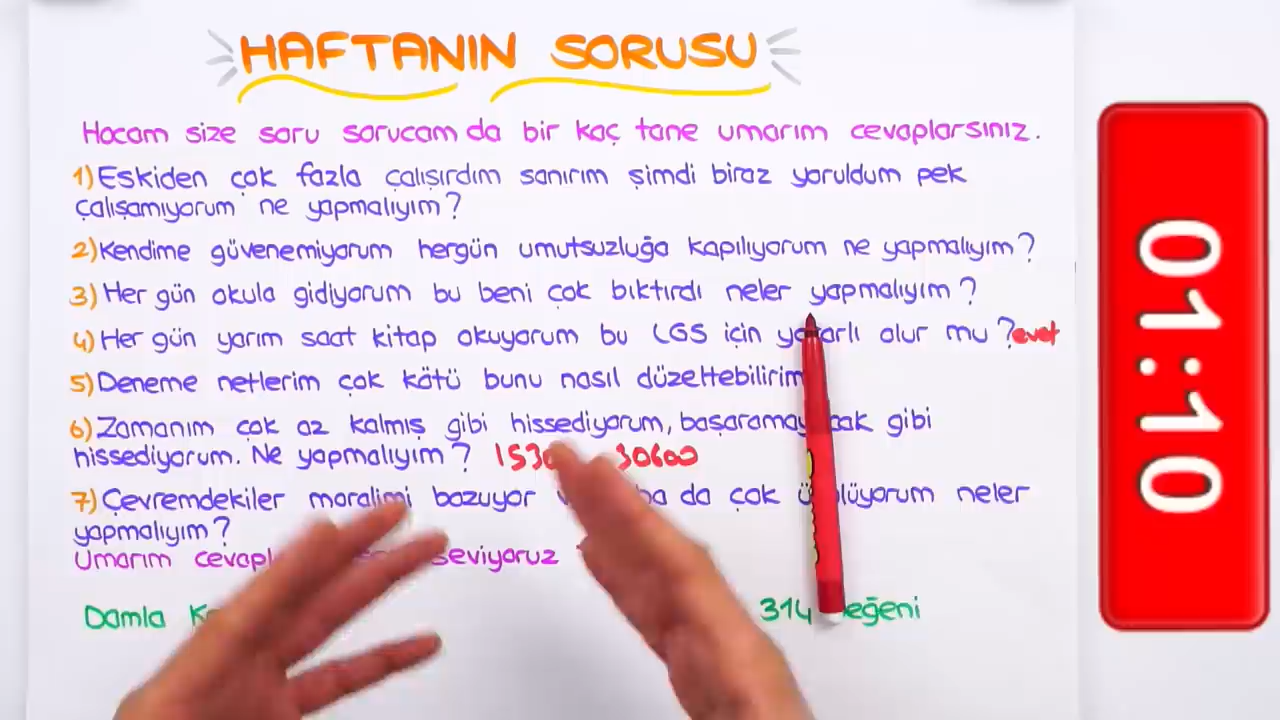 HAFTANIN SORUSU
Hocam size soru sorucam da bir kaç tane umarım cevaplarsınız.
1) Eskiden çok fazla çalışırdım sanırım şimdi biraz yoruldum pek
çalışamıyorum ne yapmalıyım?
2) Kendime güvenemiyorum hergün umutsuzluğa kapılıyorum ne yapmalıyım?
3) Her gün okula gidiyorum bu beni çok bıktırdı neler yapmalıyım?
4) Her gün yarım saat kitap okuyorum bu LGS için yararlı olur mu? evet
5) Deneme netlerim çok kötü bunu nasıl düzeltebilirim
6) Zamanım çok az kalmış gibi hissediyorum, gibi
hissediyorum. Ne yapmalıyım? 30600
7) Çevremdekiler moralimi bozuyor da çok neler
yapmalıyım?
Umarım seviyoruz
Damla 314
01:10